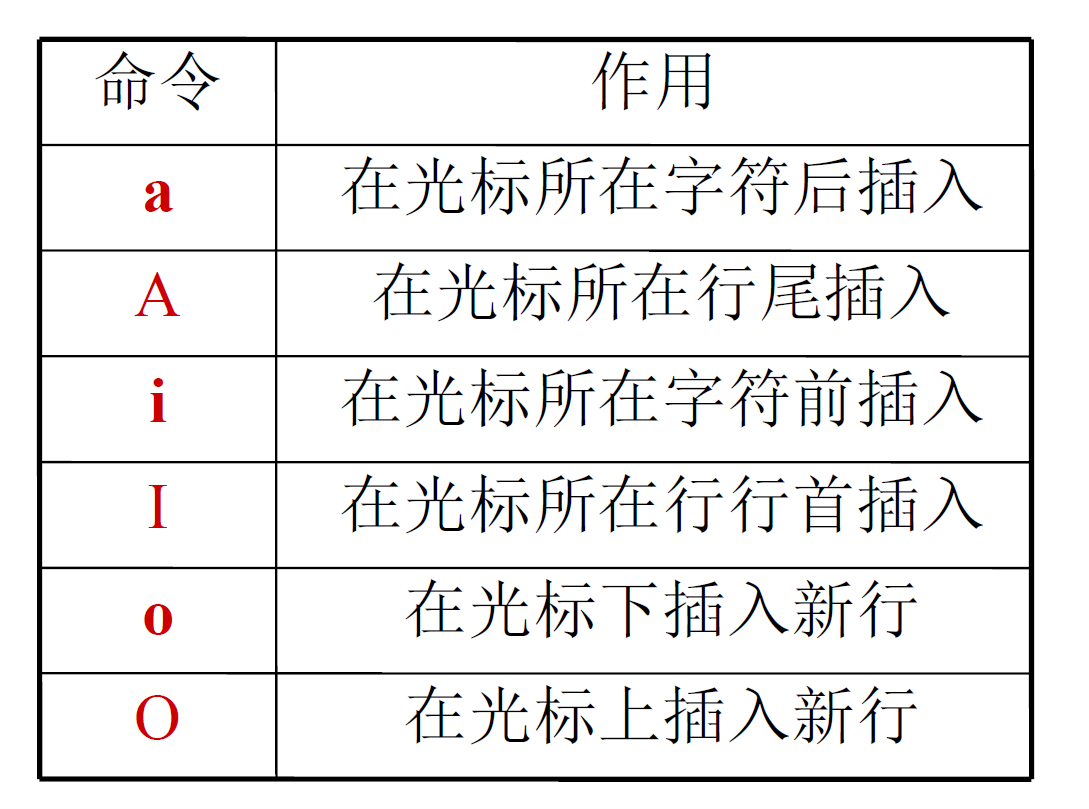 命令 作用
a 在光标所在字符后插入
A 在光标所在行尾插入
i 在光标所在字符前插入
I 在光标所在行行首插入
o 在光标下插入新行
O 在光标上插入新行